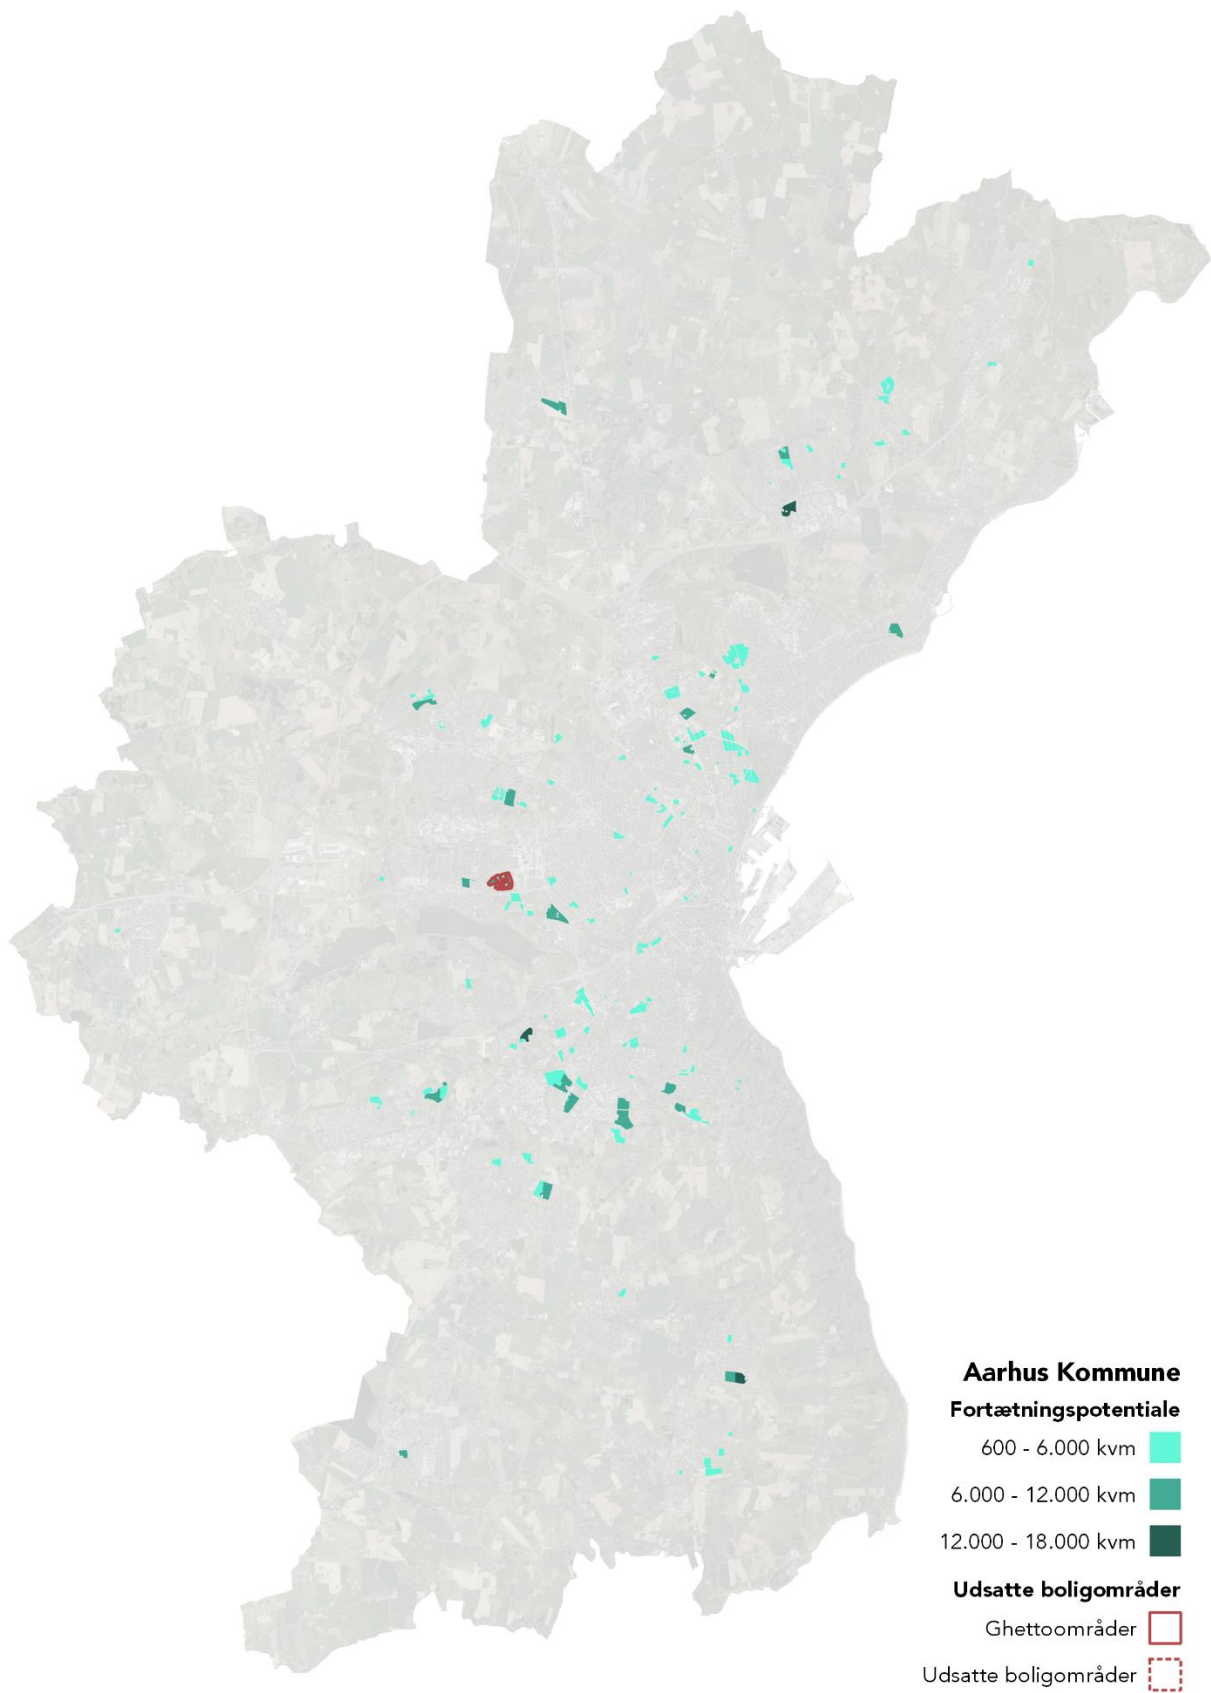 Aarhus Kommune
Fortætningspotentiale
600 - 6.000 kvm
6.000 - 12.000 kvm
12.000 - 18.000 kvm
Udsatte boligområder
Ghettoområder
Udsatte boligområder